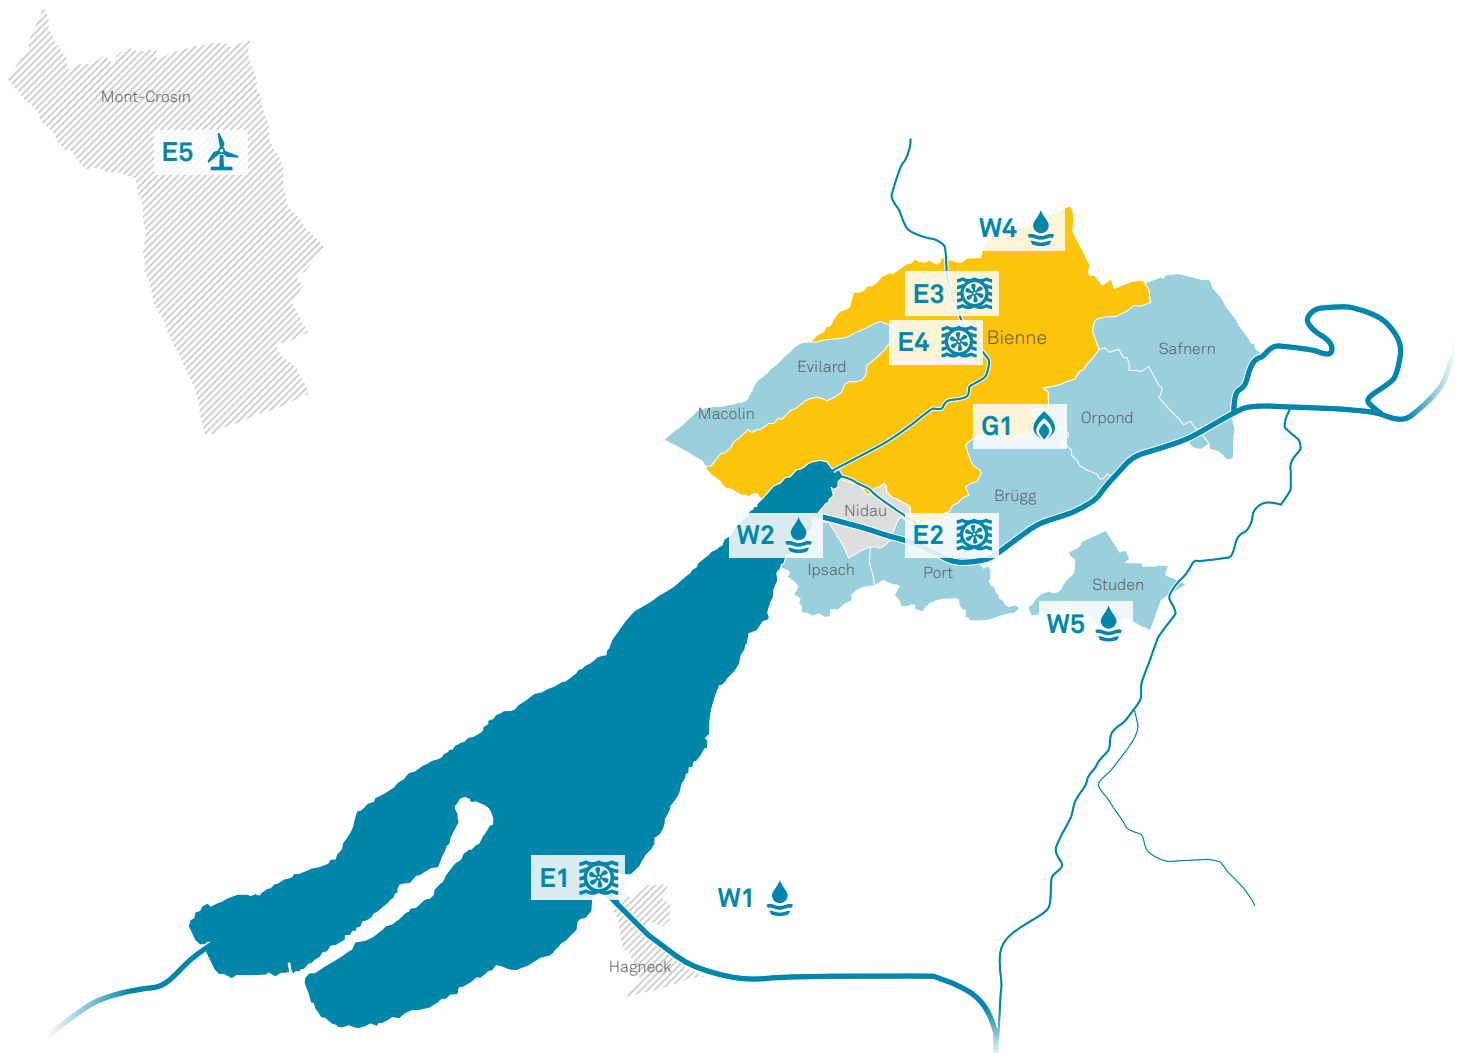 Mont-Crosin
E5
W4
E3
E4
Bienne
Safnern
Evilard
Macolin
G1
Orpond
Brügg
Nidau
W2
E2
Ipsach
Port
Studen
W5
E1
W1
Hagneck